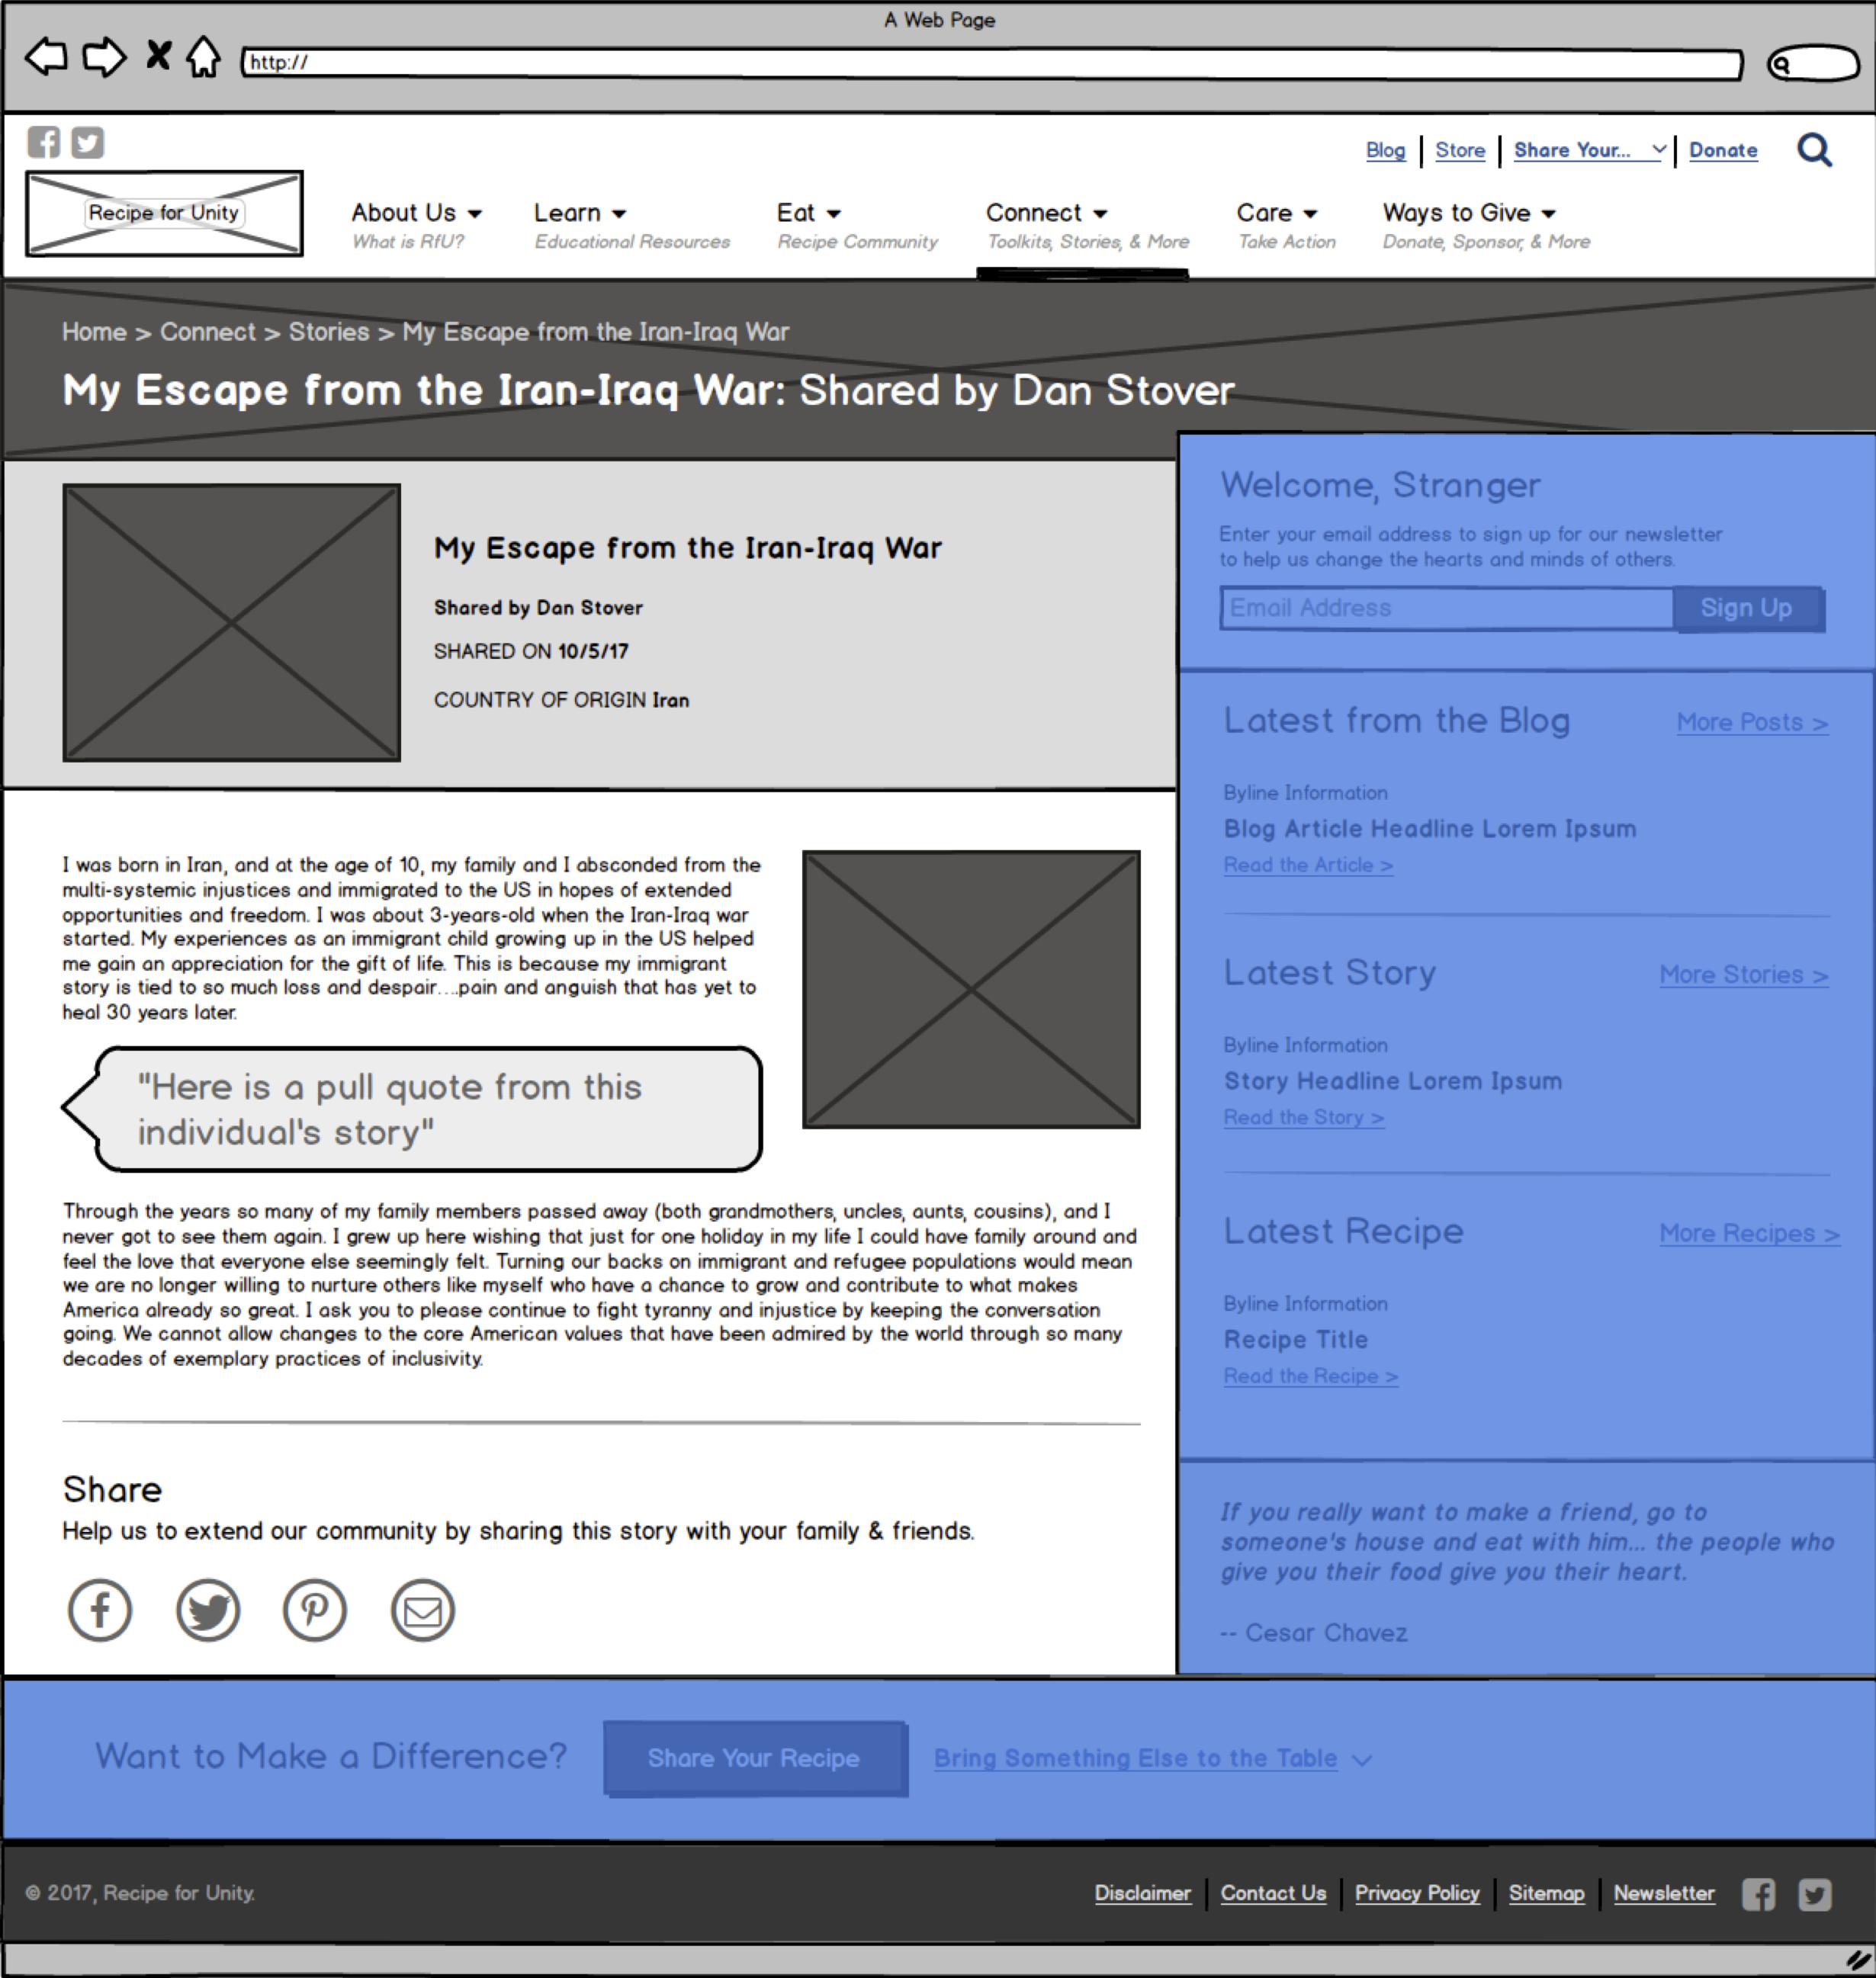 A Web Page
http://
Blog
Store
Share Your...
Donate
Recipe for Unity
About Us
What is RfU?
Learn
Educational Resources
Eat
Recipe Community
Connect
Toolkits, Stories, & More
Care
Take Action
Ways to Give
Donate, Sponsor, & More
Home > Connect > Stories > My Escape from the Iran-Iraq War
My Escape from the Iran-Iraq War: Shared by Dan Stover
My Escape from the Iran-Iraq War
Shared by Dan Stover
SHARED ON 10/5/17
COUNTRY OF ORIGIN Iran
I was born in Iran, and at the age of 10, my family and I absconded from the
multi-systemic injustices and immigrated to the US in hopes of extended
opportunities and freedom. I was about 3-years-old when the Iran-Iraq war
started. My experiences as an immigrant child growing up in the US helped
me gain an appreciation for the gift of life. This is because my immigrant
story is tied to so much loss and despair....pain and anguish that has yet to
heal 30 years later.
"Here is a pull quote from this
individual's story"
Through the years so many of my family members passed away (both grandmothers, uncles, aunts, cousins), and I
never got to see them again. I grew up here wishing that just for one holiday in my life I could have family around and
feel the love that everyone else seemingly felt. Turning our backs on immigrant and refugee populations would mean
we are no longer willing to nurture others like myself who have a chance to grow and contribute to what makes
America already so great. I ask you to please continue to fight tyranny and injustice by keeping the conversation
going. We cannot allow changes to the core American values that have been admired by the world through so many
decades of exemplary practices of inclusivity.
Share
Help us to extend our community by sharing this story with your family & friends.
Welcome, Stranger
Enter your email address to sign up for our newsletter
to help us change the hearts and minds of others.
Email Address
Sign Up
Latest from the Blog
More Posts >
Byline Information
Blog Article Headline Lorem Ipsum
Read the Article >
Latest Story
More Stories >
Byline Information
Story Headline Lorem Ipsum
Read the Story >
Latest Recipe
More Recipes >
Byline Information
Recipe Title
Read the Recipe >
If you really want to make a friend, go to
someone's house and eat with him... the people who
give you their food give you their heart.
-- Cesar Chavez
Want to Make a Difference?
Share Your Recipe
Bring Something Else to the Table
© 2017, Recipe for Unity.
Disclaimer
Contact Us
Privacy Policy
Sitemap
Newsletter